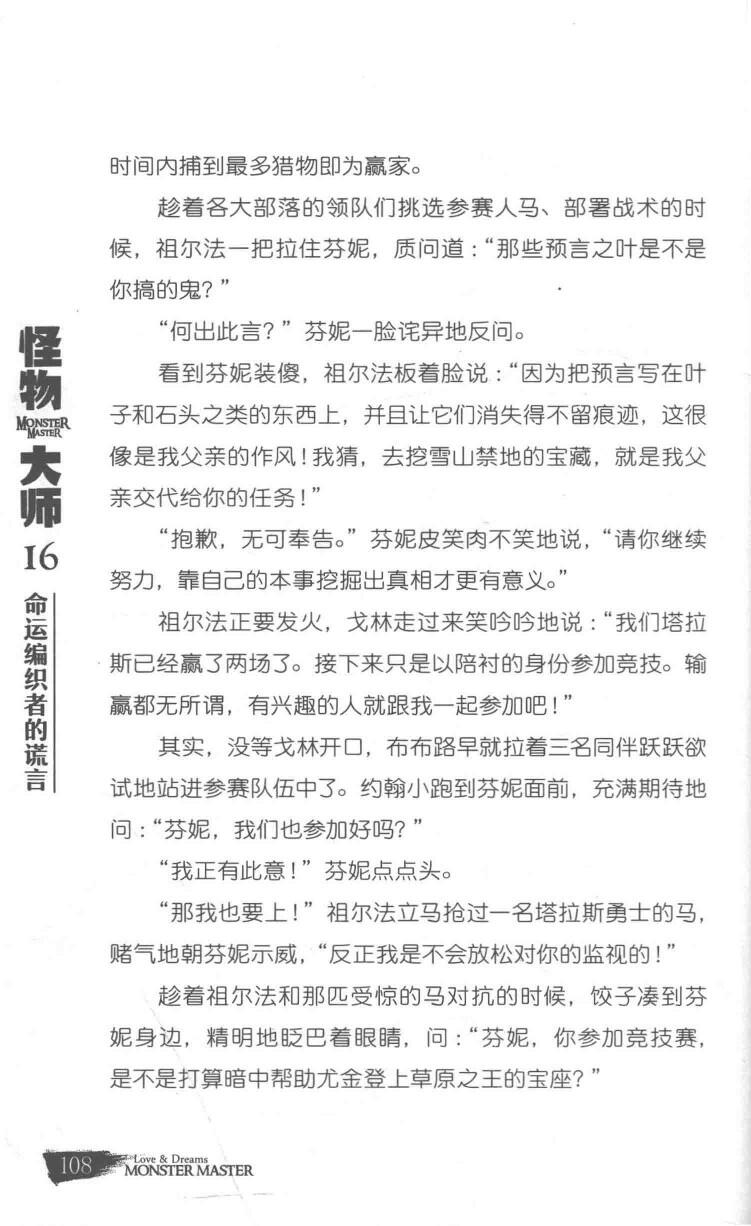 时间内捕到最多猎物即为赢家。
趁着各大部落的领队们挑选参赛人马、部署战术的时
候，祖尔法一把拉住芬妮，质问道：“那些预言之叶是不是
你搞的鬼？”
“何出此言？”芬妮一脸诧异地反问。
看到芬妮装傻，祖尔法板着脸说：“因为把预言写在叶
子和石头之类的东西上，并且让它们消失得不留痕迹，这很
像是我父亲的作风！我猜，去挖雪山禁地的宝藏，就是我父
亲交代给你的任务！”
“抱歉，无可奉告。”芬妮皮笑肉不笑地说，“请你继续
努力，靠自己的本事挖掘出真相才更有意义。”
祖尔法正要发火，戈林走过来笑吟吟地说：“我们塔拉
斯已经赢了两场了。接下来只是以陪衬的身份参加竞技。输
赢都无所谓，有兴趣的人就跟我一起参加吧！”
其实，没等戈林开口，布布路早就拉着三名同伴跃跃欲
试地站进参赛队伍中了。约翰小跑到芬妮面前，充满期待地
问：“芬妮，我们也参加好吗？”
“我正有此意！”芬妮点点头。
“那我也要上！”祖尔法立马抢过一名塔拉斯勇士的马，
赌气地朝芬妮示威，“反正我是不会放松对你的监视的！”
趁着祖尔法和那匹受惊的马对抗的时候，饺子凑到芬
妮身边，精明地眨巴着眼睛，问：“芬妮，你参加竞技赛，
是不是打算暗中帮助尤金登上草原之王的宝座？”
怪物
MONSTER
MASTER
大师
16
命运编织者的谎言
108
Love & Dreams
MONSTER MASTER